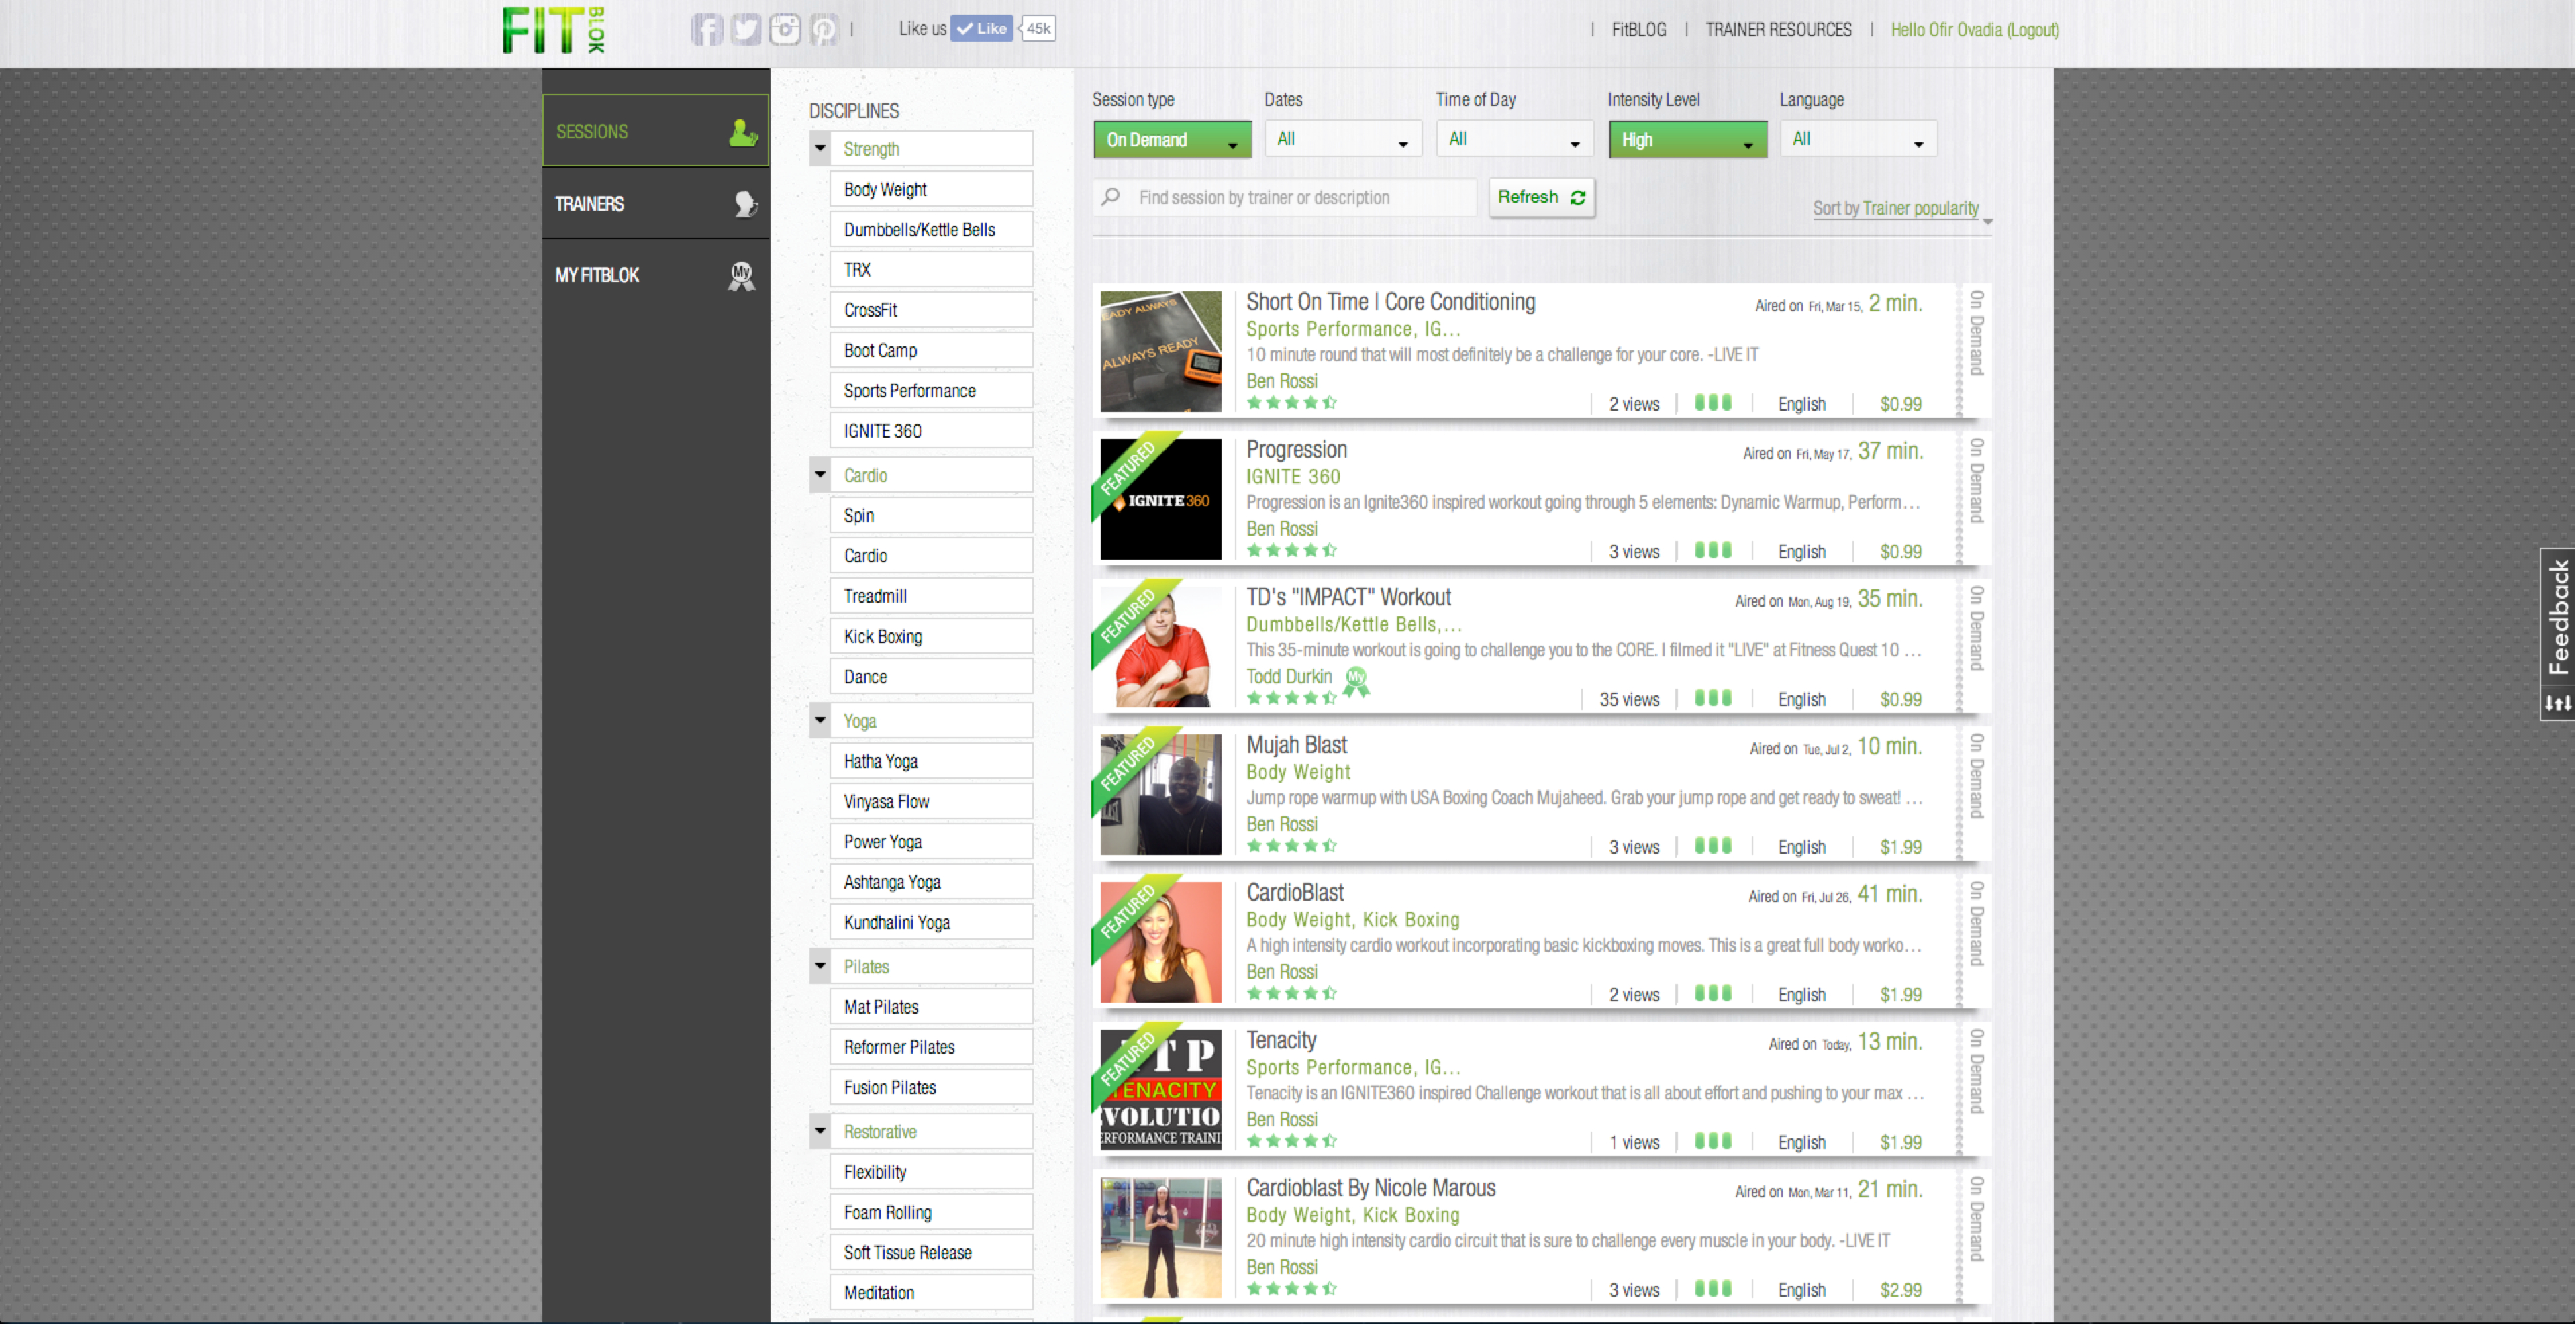 FIT BLOK
Like us Like 45k
FitBLOG | TRAINER RESOURCES | Hello Ofir Ovadia (Logout)
SESSIONS
TRAINERS
MY FITBLOK
My
DISCIPLINES
Strength
Body Weight
Dumbbells/Kettle Bells
TRX
CrossFit
Boot Camp
Sports Performance
IGNITE 360
Cardio
Spin
Cardio
Treadmill
Kick Boxing
Dance
Yoga
Hatha Yoga
Vinyasa Flow
Power Yoga
Ashtanga Yoga
Kundhalini Yoga
Pilates
Mat Pilates
Reformer Pilates
Fusion Pilates
Restorative
Flexibility
Foam Rolling
Soft Tissue Release
Meditation
Session type Dates Time of Day Intensity Level Language
On Demand All All High All
Find session by trainer or description Refresh
Sort by Trainer popularity
EADY ALWAYS
ALWAYS READY
Short On Time | Core Conditioning Aired on Fri, Mar 15, 2 min.
Sports Performance, IG...
10 minute round that will most definitely be a challenge for your core. -LIVE IT
Ben Rossi
2 views English $0.99
On Demand
FEATURED
IGNITE360
Progression Aired on Fri, May 17, 37 min.
IGNITE 360
Progression is an Ignite360 inspired workout going through 5 elements: Dynamic Warmup, Perform...
Ben Rossi
3 views English $0.99
On Demand
FEATURED
TD's "IMPACT" Workout Aired on Mon, Aug 19, 35 min.
Dumbbells/Kettle Bells,...
This 35-minute workout is going to challenge you to the CORE. I filmed it "LIVE" at Fitness Quest 10 ...
Todd Durkin My
35 views English $0.99
On Demand
FEATURED
Mujah Blast Aired on Tue, Jul 2, 10 min.
Body Weight
Jump rope warmup with USA Boxing Coach Mujaheed. Grab your jump rope and get ready to sweat! ...
Ben Rossi
3 views English $1.99
On Demand
FEATURED
CardioBlast Aired on Fri, Jul 26, 41 min.
Body Weight, Kick Boxing
A high intensity cardio workout incorporating basic kickboxing moves. This is a great full body worko...
Ben Rossi
2 views English $1.99
On Demand
FEATURED
TP
TENACITY
EVOLUTIO
ERFORMANCE TRAINI
Tenacity Aired on Today, 13 min.
Sports Performance, IG...
Tenacity is an IGNITE360 Inspired Challenge workout that is all about effort and pushing to your max ...
Ben Rossi
1 views English $1.99
On Demand
Cardioblast By Nicole Marous Aired on Mon, Mar 11, 21 min.
Body Weight, Kick Boxing
20 minute high intensity cardio circuit that is sure to challenge every muscle in your body. -LIVE IT
Ben Rossi
3 views English $2.99
On Demand
Feedback